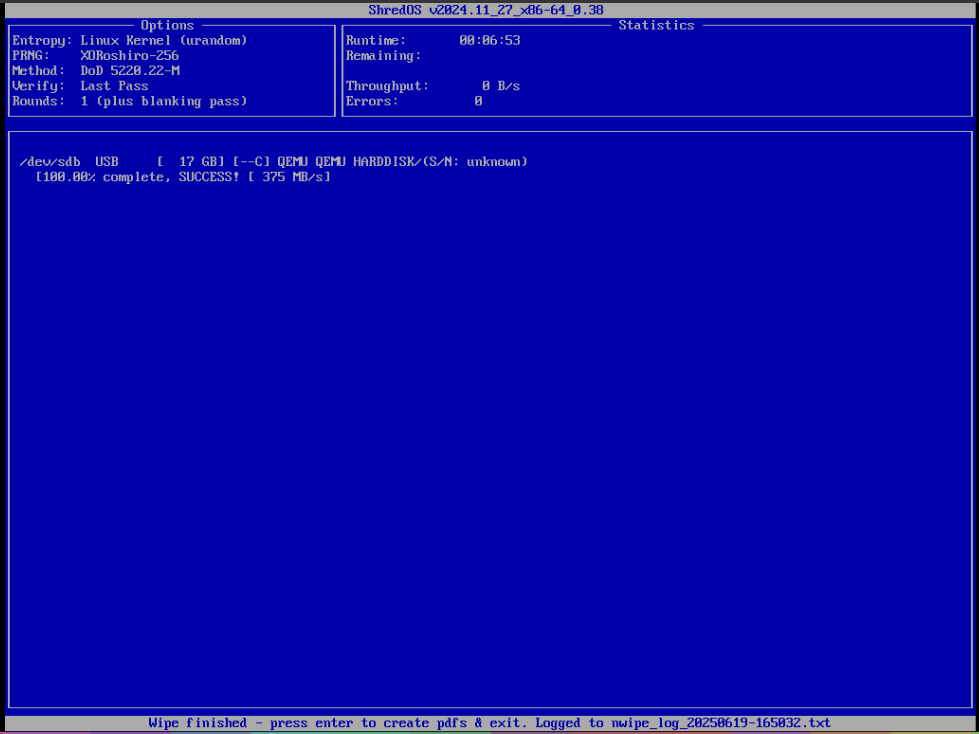 ShredOS v2024.11_27_x86-64_0.38
Options
Entropy: Linux Kernel (urandom)
PRNG: XORoshiro-256
Method: DoD 5220.22-M
Verify: Last Pass
Rounds: 1 (plus blanking pass)
Statistics
Runtime: 00:06:53
Remaining:
Throughput: 0 B/s
Errors: 0
/dev/sdb USB [ 17 GB] [--C] QEMU QEMU HARDDISK/(S/N: unknown)
[100.00% complete, SUCCESS! [ 375 MB/s]
Wipe finished - press enter to create pdfs & exit. Logged to nwipe_log_20250619-165032.txt